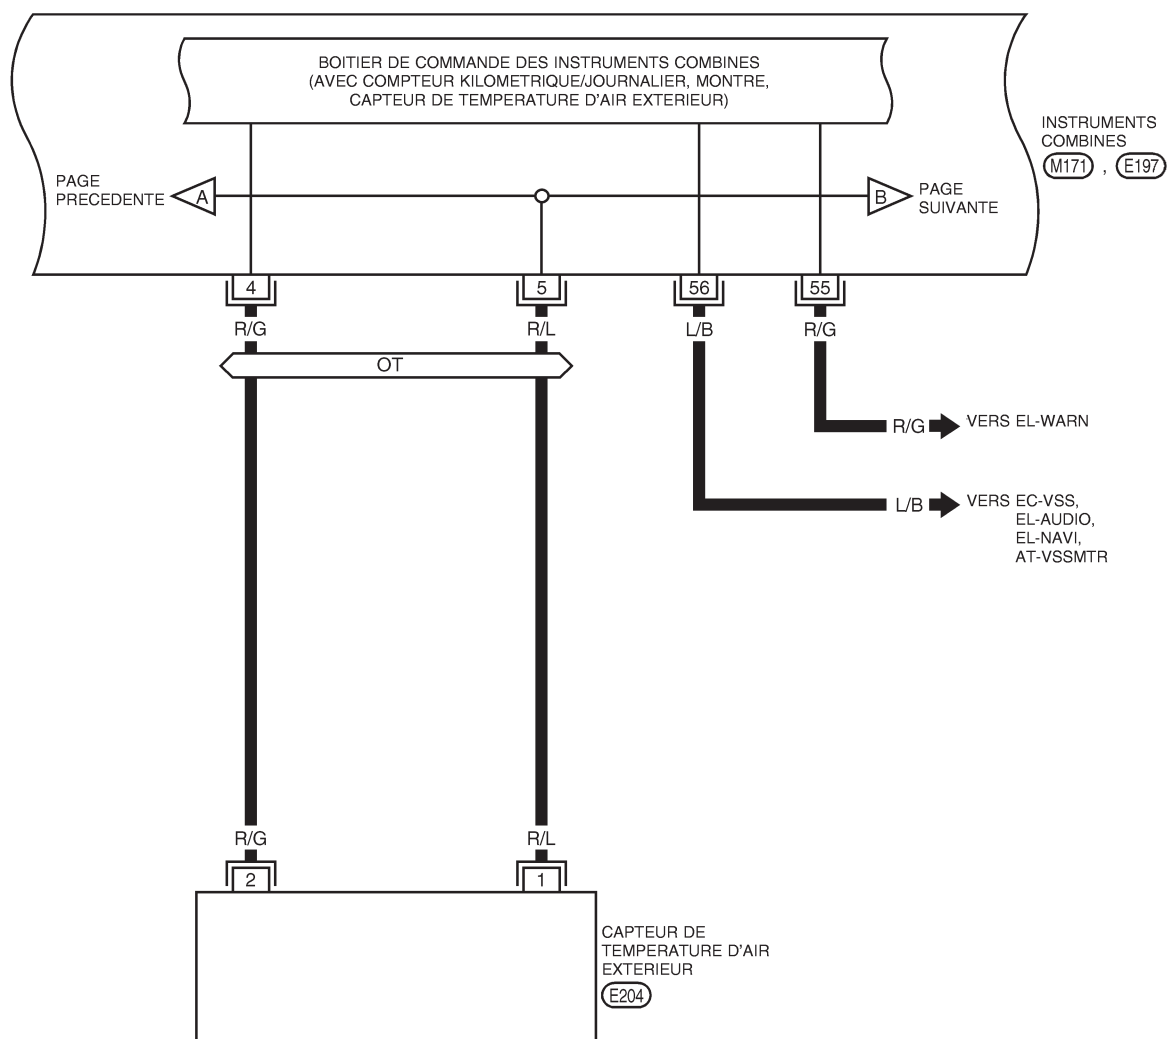 BOITIER DE COMMANDE DES INSTRUMENTS COMBINES
(AVEC COMPTEUR KILOMETRIQUE/JOURNALIER, MONTRE,
CAPTEUR DE TEMPERATURE D'AIR EXTERIEUR)
INSTRUMENTS
COMBINES
M171 , E197
PAGE
PRECEDENTE
A
B
PAGE
SUIVANTE
4
5
56
55
R/G
R/L
L/B
R/G
OT
R/G
VERS EL-WARN
L/B
VERS EC-VSS,
EL-AUDIO,
EL-NAVI,
AT-VSSMTR
R/G
R/L
2
1
CAPTEUR DE
TEMPERATURE D'AIR
EXTERIEUR
E204